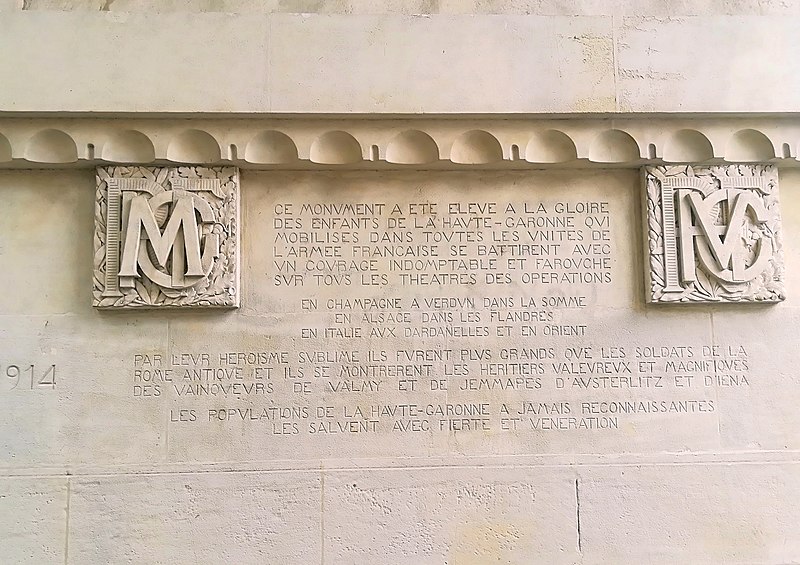 CE MONVMENT A ETE ELEVE A LA GLOIRE
DES ENFANTS DE LA HAVTE-GARONNE QVI
MOBILISES DANS TOVTES LES VNITES DE
L'ARMEE FRANCAISE SE BATTIRENT AVEC
VN COVRAGE INDOMPTABLE ET FAROVCHE
SVR TOVS LES THEATRES DES OPERATIONS
EN CHAMPAGNE A VERDVN DANS LA SOMME
EN ALSACE DANS LES FLANDRES
EN ITALIE AVX DARDANELLES ET EN ORIENT
PAR LEVR HEROISME SVBLIME ILS FVRENT PLVS GRANDS QVE LES SOLDATS DE LA
ROME ANTIQVE ET ILS SE MONTRERENT LES HERITIERS VALEVREVX ET MAGNIFIQVES
DES VAINQVEVRS DE VALMY ET DE JEMMAPES D'AVSTERLITZ ET D'IENA
LES POPVLATIONS DE LA HAVTE-GARONNE A JAMAIS RECONNAISSANTES
LES SALVENT AVEC FIERTE ET VENERATION
1914